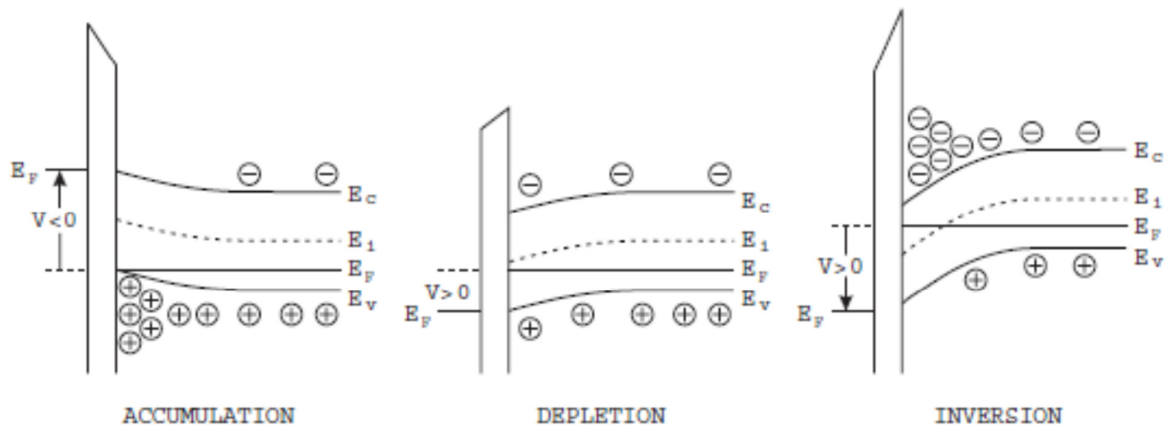 E_F
V<0
E_C
E_i
E_F
E_V
ACCUMULATION
E_C
E_i
E_F
E_V
V>0
E_F
DEPLETION
E_C
E_i
E_F
E_V
V>0
E_F
INVERSION